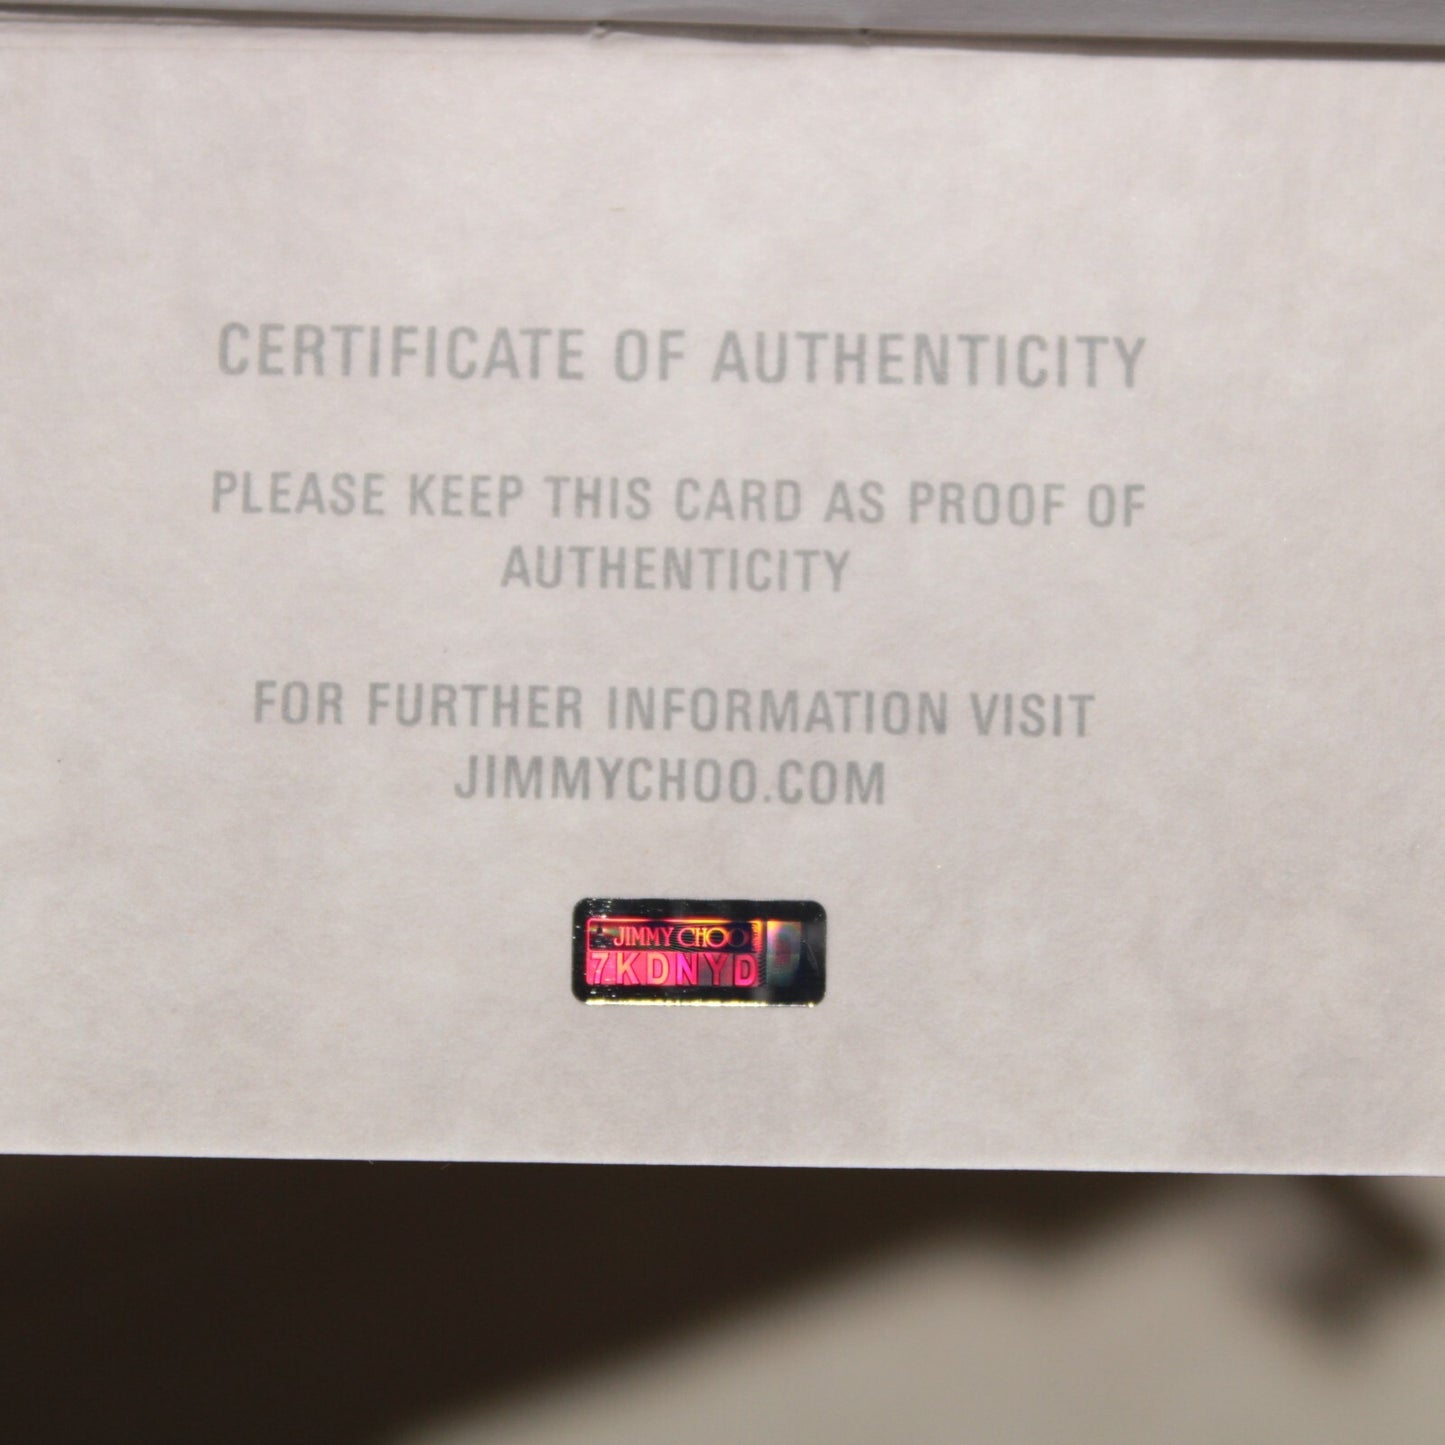 CERTIFICATE OF AUTHENTICITY
PLEASE KEEP THIS CARD AS PROOF OF
AUTHENTICITY
FOR FURTHER INFORMATION VISIT
JIMMYCHOO.COM
JIMMY CHOO
7KDNYD